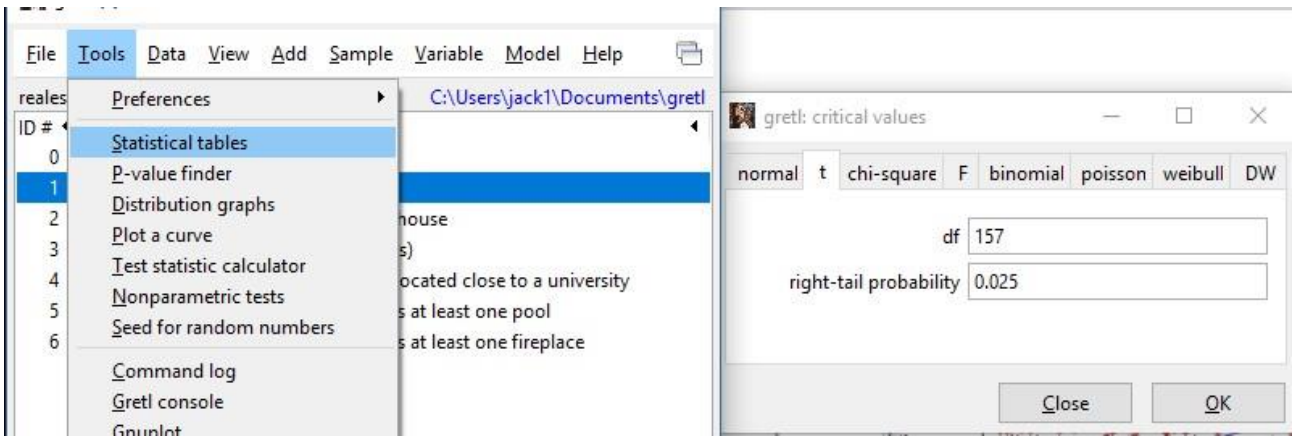 File Tools Data View Add Sample Variable Model Help
reales
C:\Users\jack1\Documents\gretl
ID #
0
1
2 house
3 s)
4 ocated close to a university
5 s at least one pool
6 s at least one fireplace
Preferences
Statistical tables
P-value finder
Distribution graphs
Plot a curve
Test statistic calculator
Nonparametric tests
Seed for random numbers
Command log
Gretl console
Gnuplot
gretl: critical values
normal t chi-square F binomial poisson weibull DW
df 157
right-tail probability 0.025
Close OK